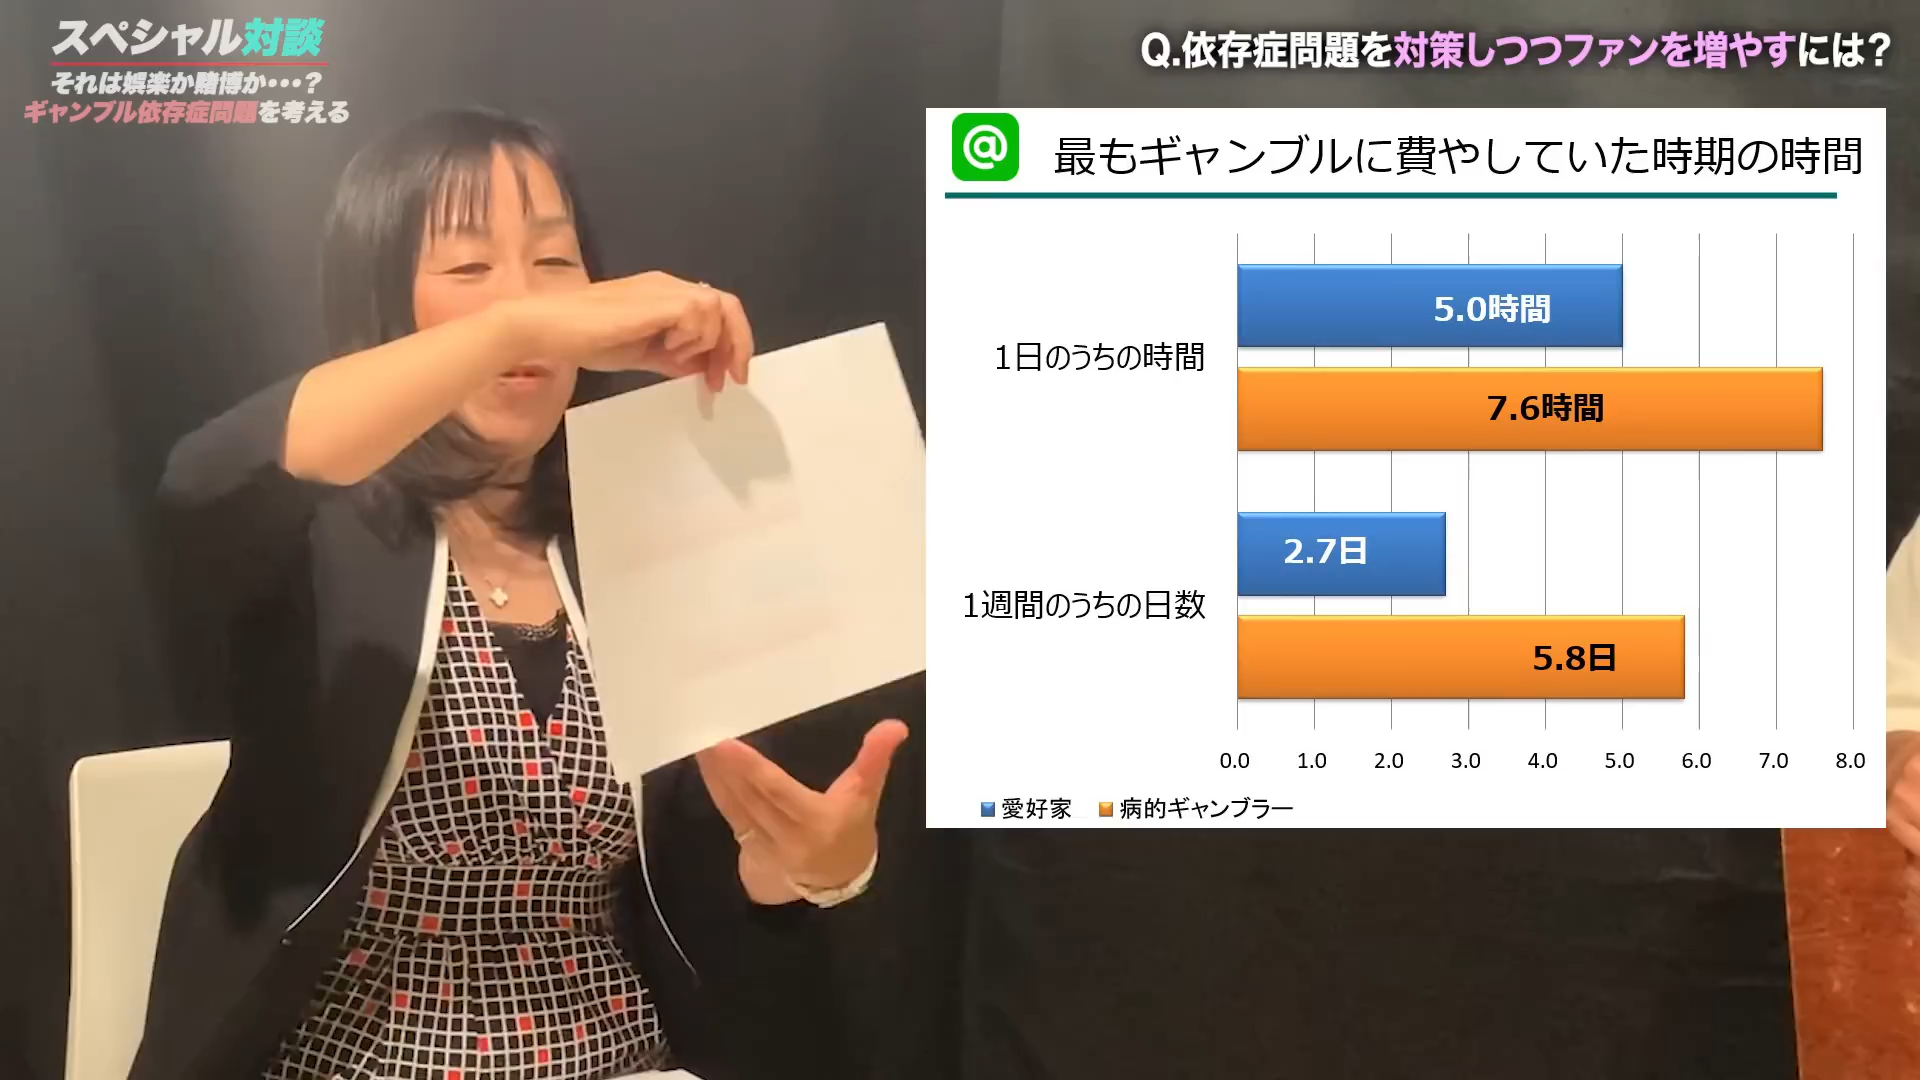 スペシャル対談
それは娯楽か賭博か…?
ギャンブル依存症問題を考える
Q.依存症問題を対策しつつファンを増やすには?
@
最もギャンブルに費やしていた時期の時間
1日のうちの時間
5.0時間
7.6時間
1週間のうちの日数
2.7日
5.8日
0.0 1.0 2.0 3.0 4.0 5.0 6.0 7.0 8.0
愛好家 病的ギャンブラー